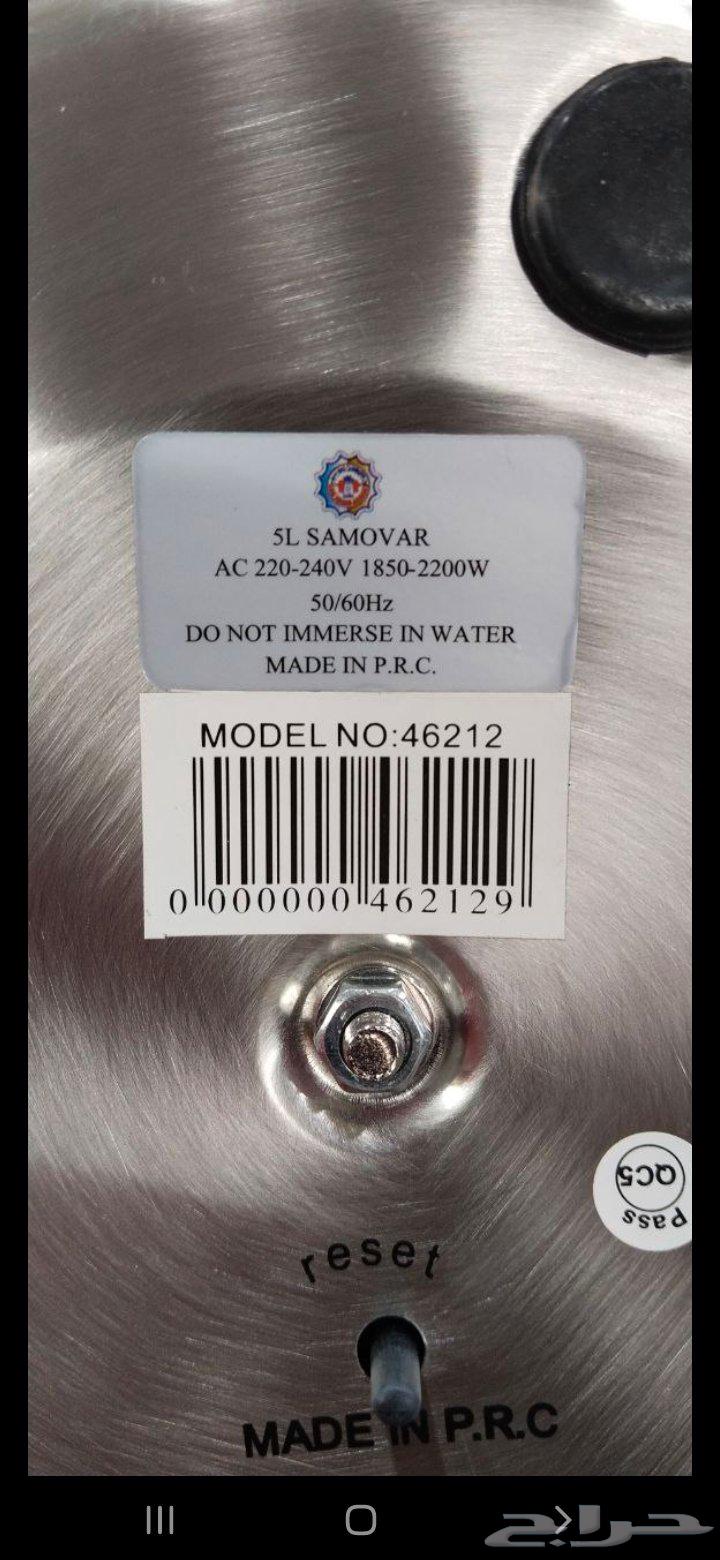 5L SAMOVAR
AC 220-240V 1850-2200W
50/60Hz
DO NOT IMMERSE IN WATER
MADE IN P.R.C.
MODEL NO:46212
0 000000 462129
QC5
Pass
reset
MADE IN P.R.C
حراج